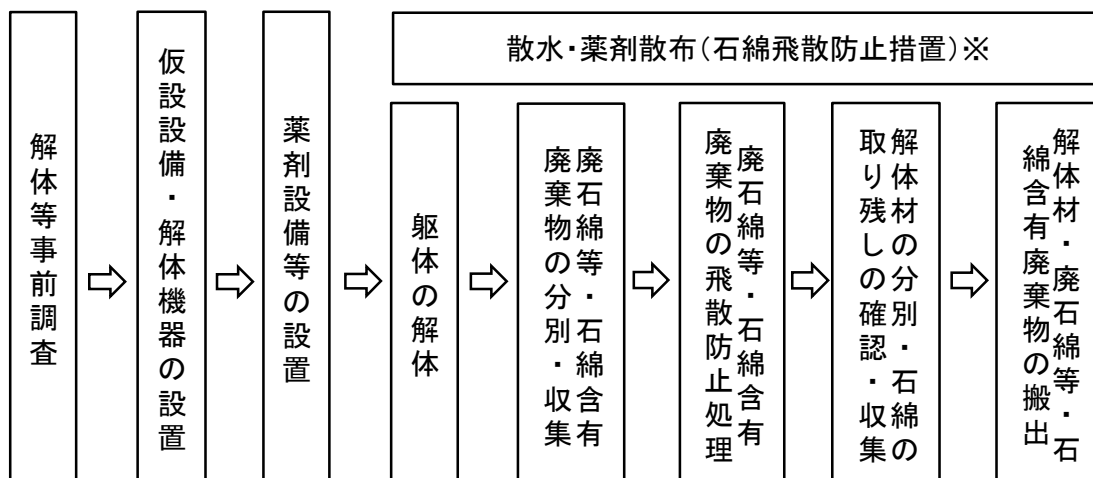 解体等事前調査
仮設設備・解体機器の設置
薬剤設備等の設置
散水・薬剤散布(石綿飛散防止措置)※
躯体の解体
廃石綿等・石綿含有
廃棄物の分別・収集
廃石綿等・石綿含有
廃棄物の飛散防止処理
解体材の分別・石綿の
取り残しの確認・収集
解体材・廃石綿等・石
綿含有廃棄物の搬出